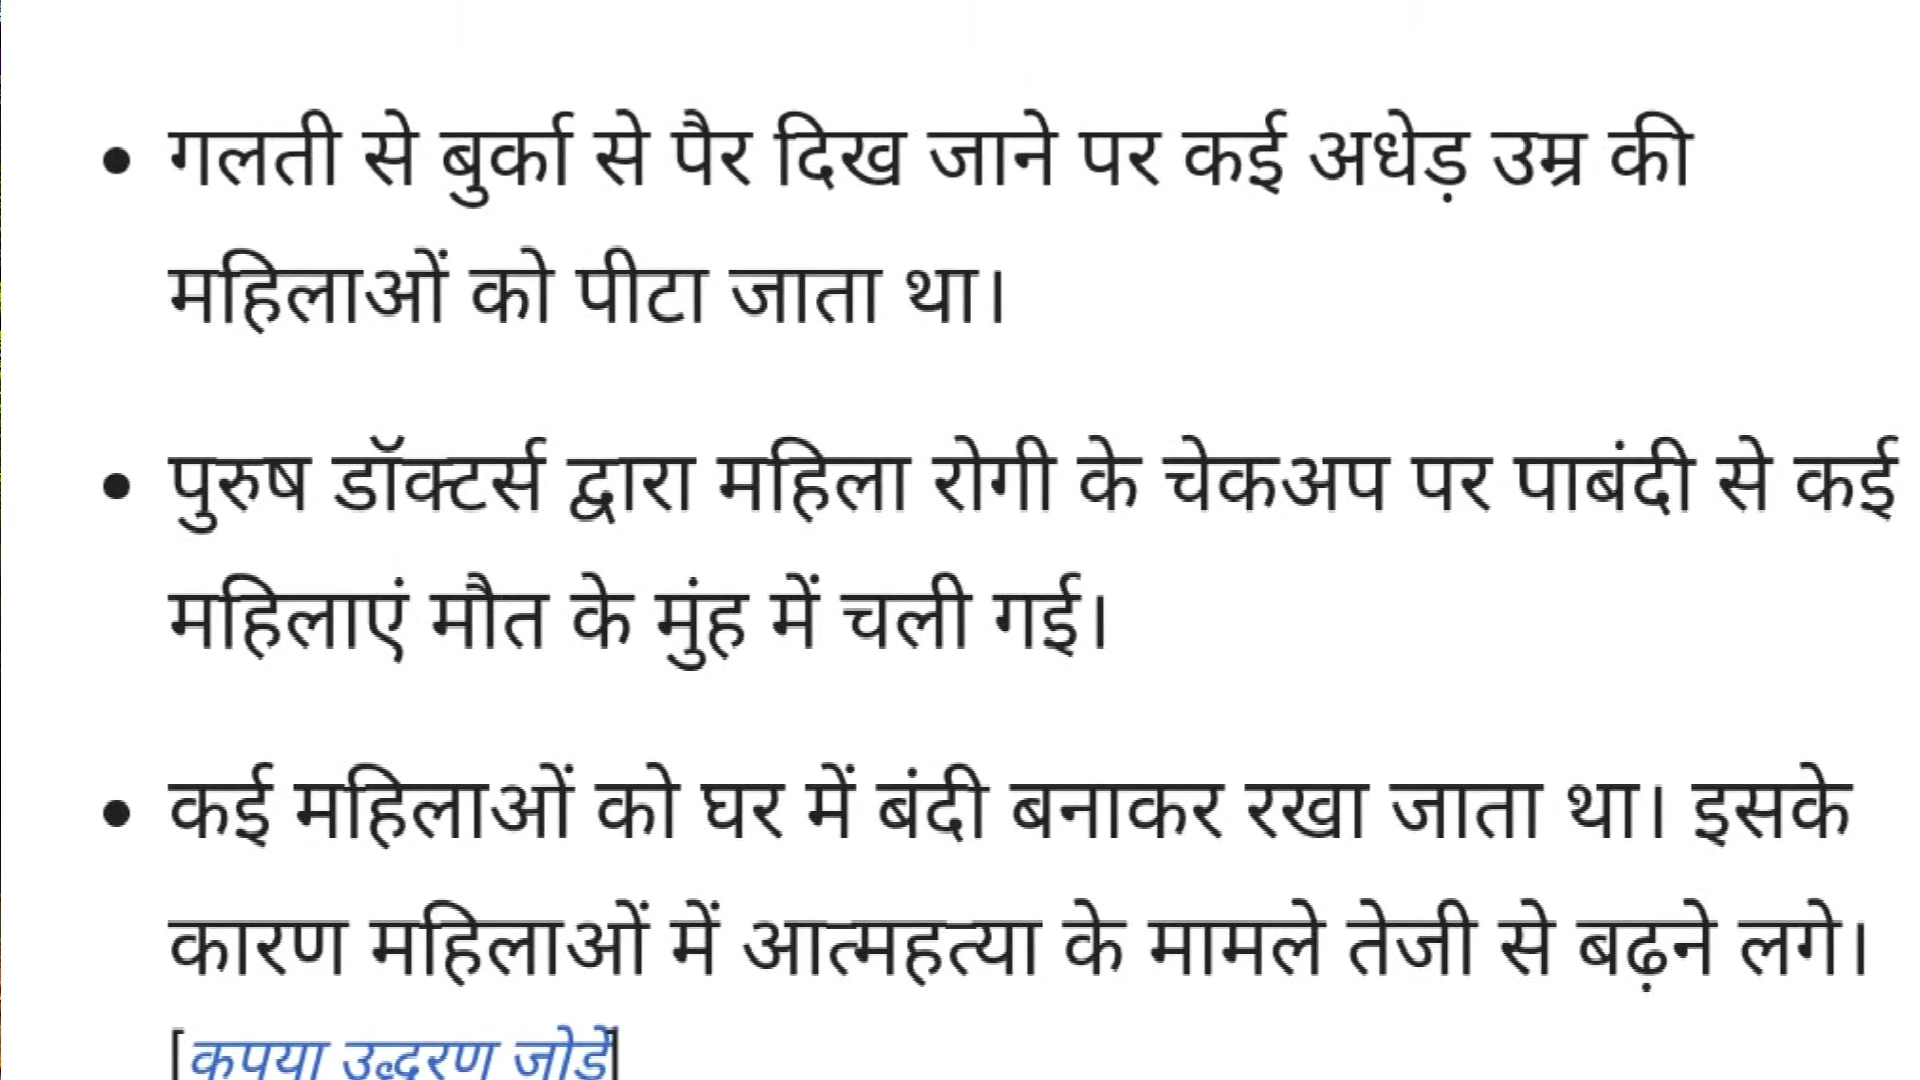 • गलती से बुर्का से पैर दिख जाने पर कई अधेड़ उम्र की
महिलाओं को पीटा जाता था।
• पुरुष डॉक्टर्स द्वारा महिला रोगी के चेकअप पर पाबंदी से कई
महिलाएं मौत के मुंह में चली गई।
• कई महिलाओं को घर में बंदी बनाकर रखा जाता था। इसके
कारण महिलाओं में आत्महत्या के मामले तेजी से बढ़ने लगे।
[कृपया उद्धरण जोड़ें]